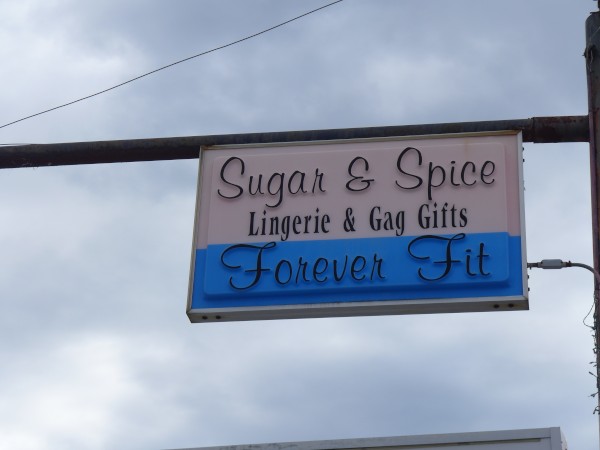 Sugar & Spice
Lingerie & Gag Gifts
Forever Fit